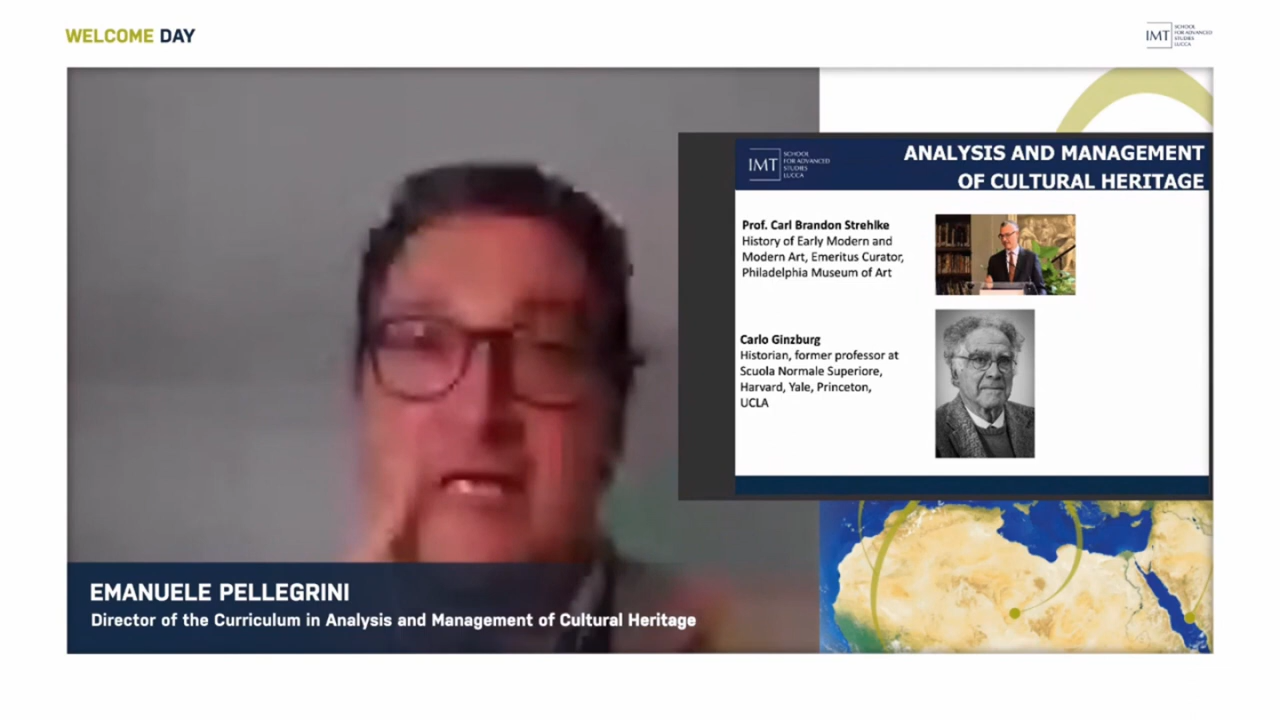 WELCOME DAY
IMT
SCHOOL
FOR ADVANCED
STUDIES
LUCCA
IMT
SCHOOL
FOR ADVANCED
STUDIES
LUCCA
ANALYSIS AND MANAGEMENT
OF CULTURAL HERITAGE
Prof. Carl Brandon Strehlke
History of Early Modern and
Modern Art, Emeritus Curator,
Philadelphia Museum of Art
Carlo Ginzburg
Historian, former professor at
Scuola Normale Superiore,
Harvard, Yale, Princeton,
UCLA
EMANUELE PELLEGRINI
Director of the Curriculum in Analysis and Management of Cultural Heritage